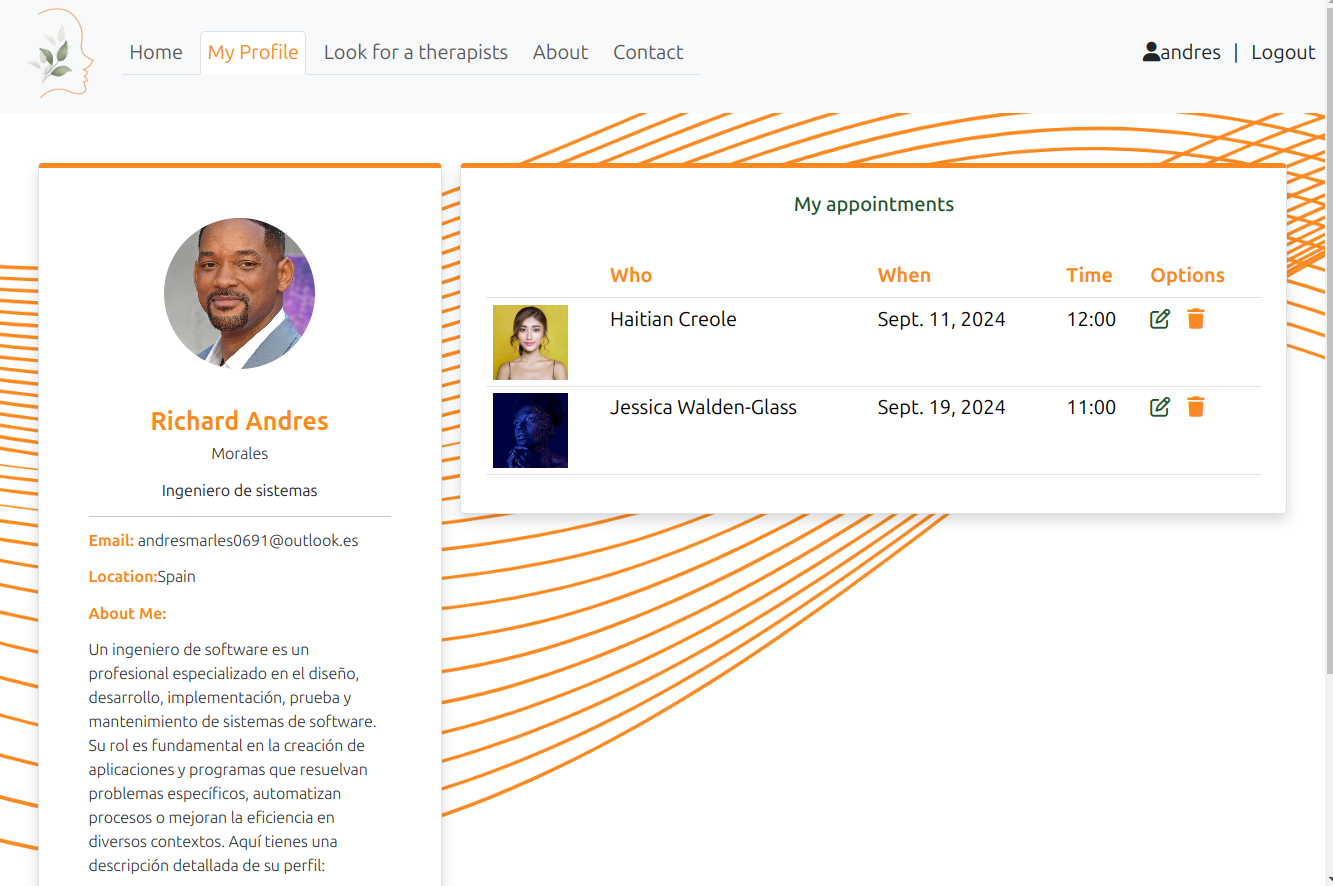 Home My Profile Look for a therapists About Contact andres | Logout
Richard Andres
Morales
Ingeniero de sistemas
Email: andresmarles0691@outlook.es
Location:Spain
About Me:
Un ingeniero de software es un
profesional especializado en el diseño,
desarrollo, implementación, prueba y
mantenimiento de sistemas de software.
Su rol es fundamental en la creación de
aplicaciones y programas que resuelvan
problemas específicos, automatizan
procesos o mejoran la eficiencia en
diversos contextos. Aquí tienes una
descripción detallada de su perfil:
My appointments
Who When Time Options
Haitian Creole Sept. 11, 2024 12:00
Jessica Walden-Glass Sept. 19, 2024 11:00